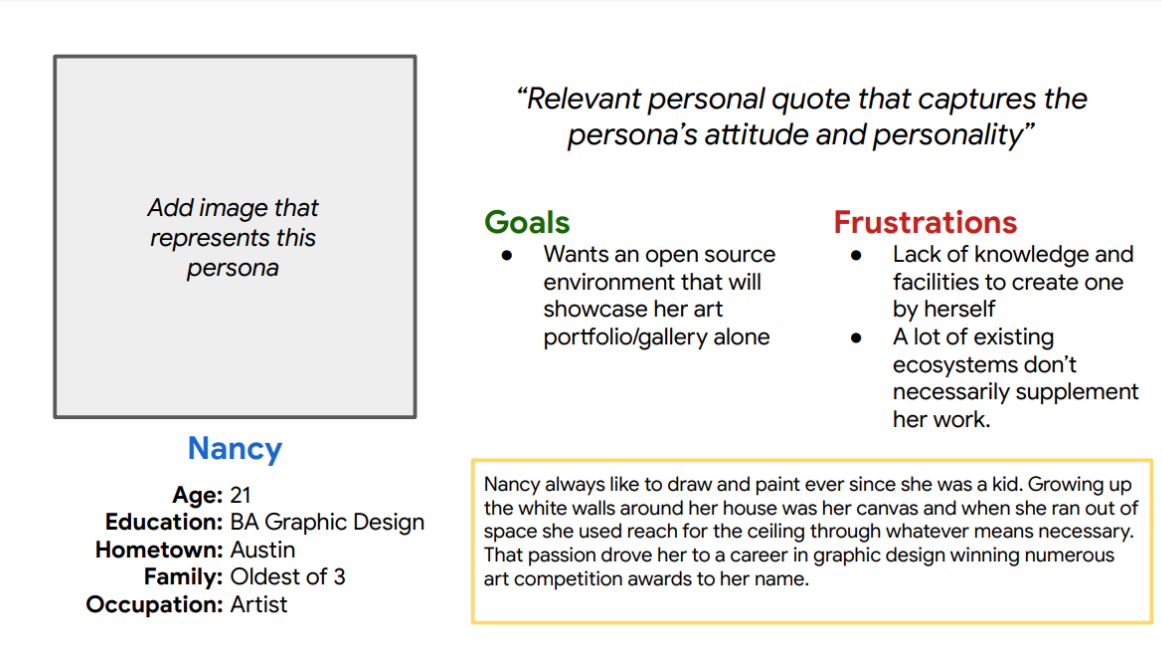 Add image that
represents this
persona
Nancy
Age: 21
Education: BA Graphic Design
Hometown: Austin
Family: Oldest of 3
Occupation: Artist
“Relevant personal quote that captures the
persona’s attitude and personality”
Goals
● Wants an open source
environment that will
showcase her art
portfolio/gallery alone
Frustrations
● Lack of knowledge and
facilities to create one
by herself
● A lot of existing
ecosystems don’t
necessarily supplement
her work.
Nancy always like to draw and paint ever since she was a kid. Growing up
the white walls around her house was her canvas and when she ran out of
space she used reach for the ceiling through whatever means necessary.
That passion drove her to a career in graphic design winning numerous
art competition awards to her name.